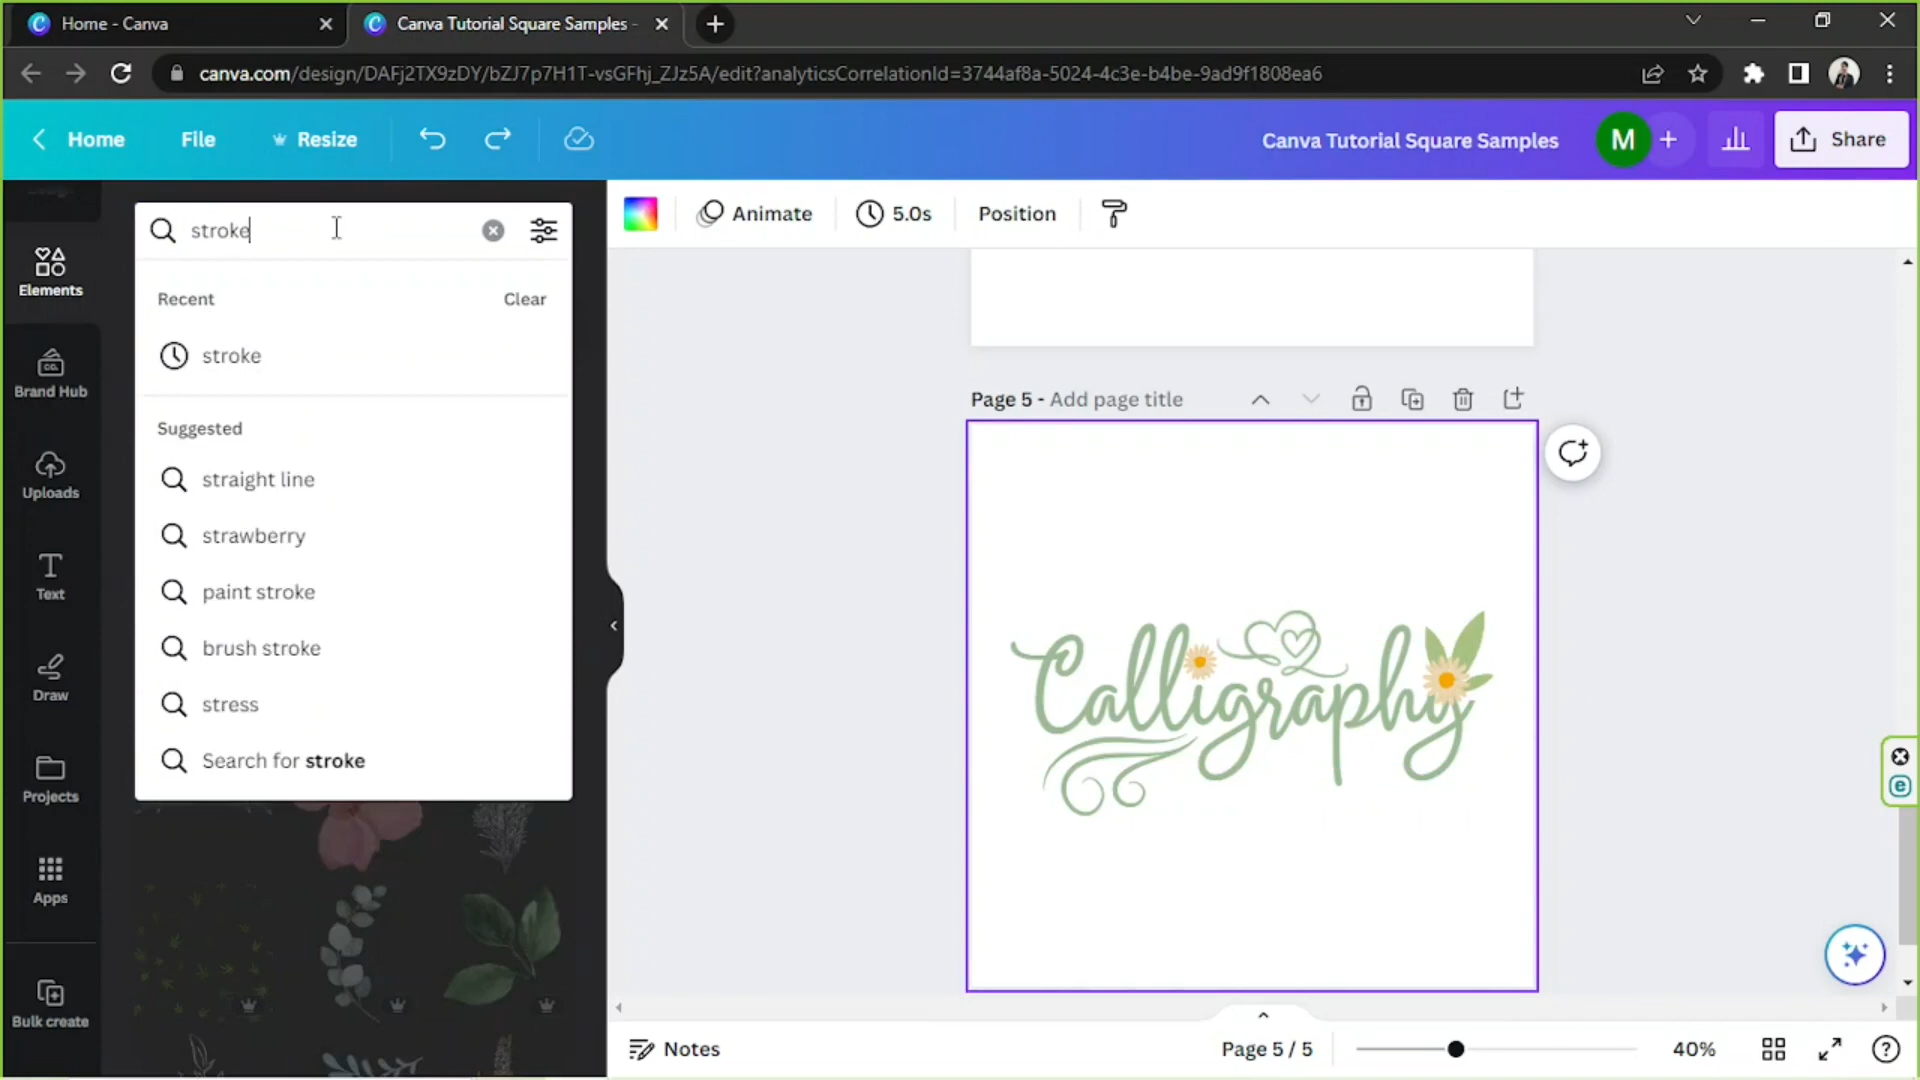 Home - Canva
Canva Tutorial Square Samples -
canva.com/design/DAFj2TX9zDY/bZJ7p7H1T-vsGFhj_ZJz5A/edit?analyticsCorrelationId=3744af8a-5024-4c3e-b4be-9ad9f1808ea6
Home
File
Resize
Canva Tutorial Square Samples
M
Share
stroke
Animate
5.0s
Position
Elements
Recent
Clear
stroke
Brand Hub
Page 5 - Add page title
Suggested
straight line
Uploads
strawberry
Text
paint stroke
brush stroke
Draw
stress
Search for stroke
Projects
Calligraphy
Apps
Bulk create
Notes
Page 5 / 5
40%